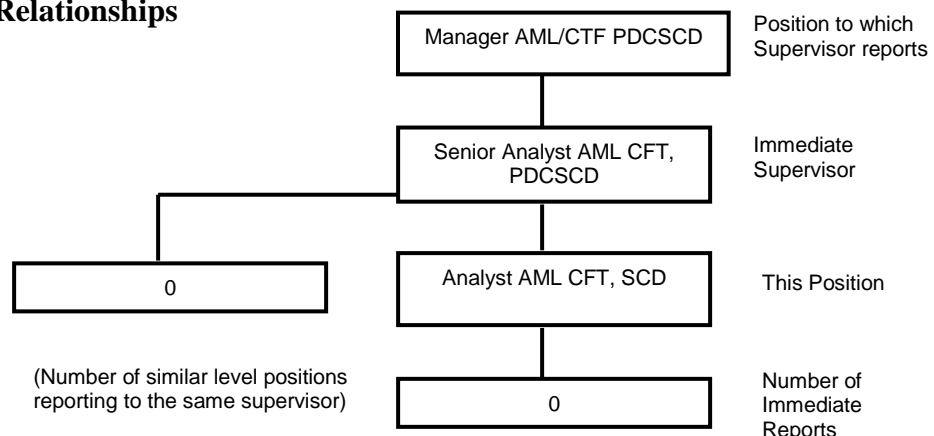 Relationships
Manager AML/CTF PDCSCD
Position to which
Supervisor reports
Senior Analyst AML CFT,
PDCSCD
Immediate
Supervisor
0
Analyst AML CFT, SCD
This Position
(Number of similar level positions
reporting to the same supervisor)
0
Number of
Immediate
Reports